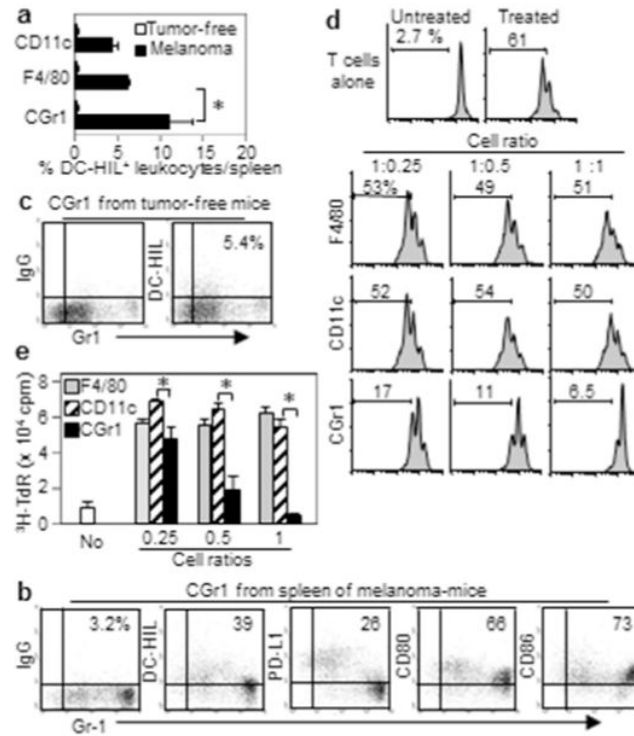 a
Tumor-free
Melanoma
CD11c
F4/80
CGr1
*
0 5 10 15 20
% DC-HIL⁺ leukocytes/spleen
d
Untreated Treated
T cells alone
2.7 % 61
Cell ratio
1:0.25 1:0.5 1 :1
F4/80
53% 49 51
CD11c
52 54 50
CGr1
17 11 6.5
c
CGr1 from tumor-free mice
IgG
DC-HIL
5.4%
Gr1
e
F4/80
CD11c
CGr1
³H-TdR (x 10⁴ cpm)
8
6
4
2
0
* * *
No 0.25 0.5 1
Cell ratios
b
CGr1 from spleen of melanoma-mice
IgG
3.2%
DC-HIL
39
PD-L1
26
CD80
66
CD86
73
Gr-1